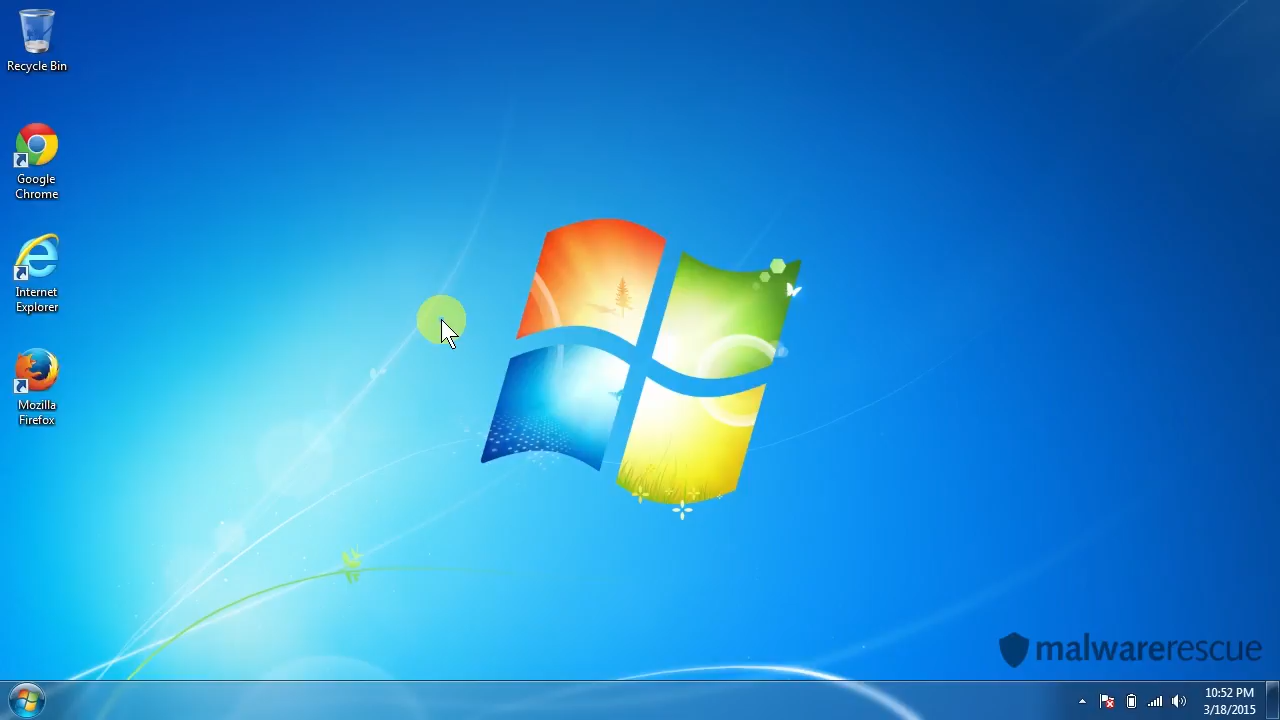 Recycle Bin
Google
Chrome
Internet
Explorer
Mozilla
Firefox
malwarerescue
10:52 PM
3/18/2015